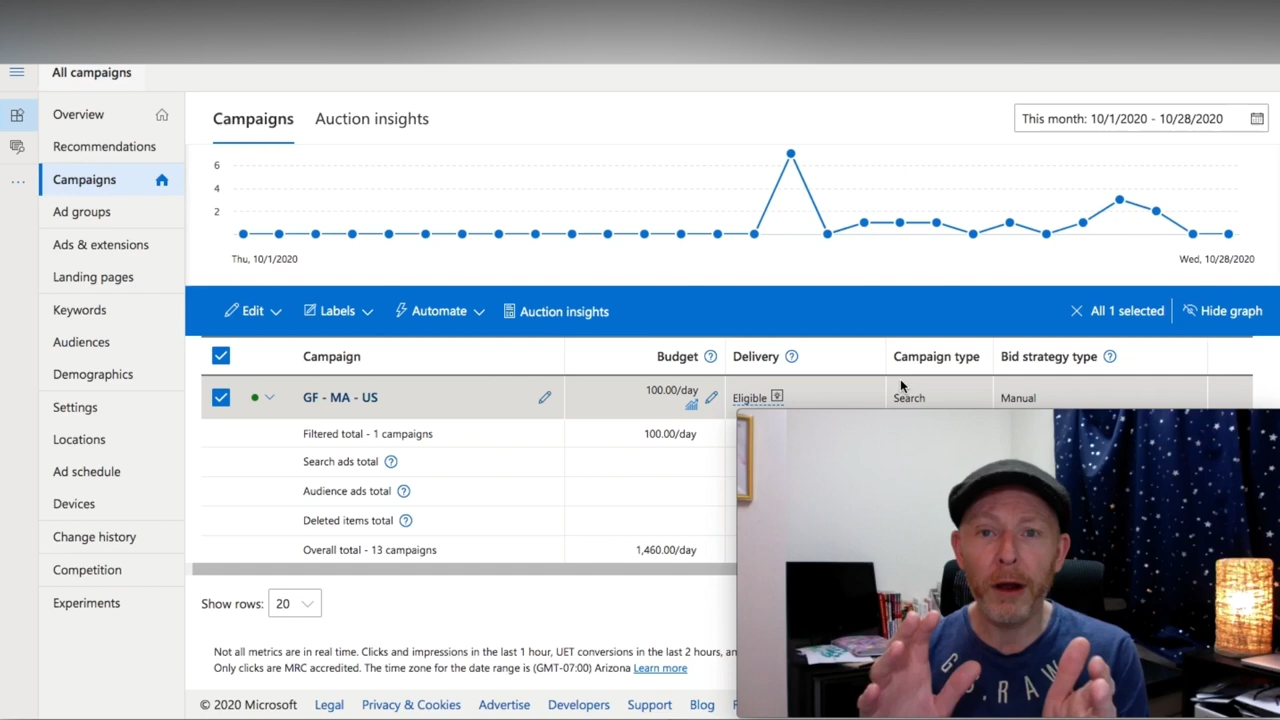 All campaigns
Overview
Recommendations
Campaigns
Ad groups
Ads & extensions
Landing pages
Keywords
Audiences
Demographics
Settings
Locations
Ad schedule
Devices
Change history
Competition
Experiments
Campaigns Auction insights
This month: 10/1/2020 - 10/28/2020
6
4
2
Thu, 10/1/2020 Wed, 10/28/2020
Edit Labels Automate Auction insights All 1 selected Hide graph
Campaign Budget Delivery Campaign type Bid strategy type
GF - MA - US 100.00/day Eligible Search Manual
Filtered total - 1 campaigns 100.00/day
Search ads total
Audience ads total
Deleted items total
Overall total - 13 campaigns 1,460.00/day
Show rows: 20
Not all metrics are in real time. Clicks and impressions in the last 1 hour, UET conversions in the last 2 hours,
Only clicks are MRC accredited. The time zone for the date range is (GMT-07:00) Arizona Learn more
© 2020 Microsoft Legal Privacy & Cookies Advertise Developers Support Blog
RAW